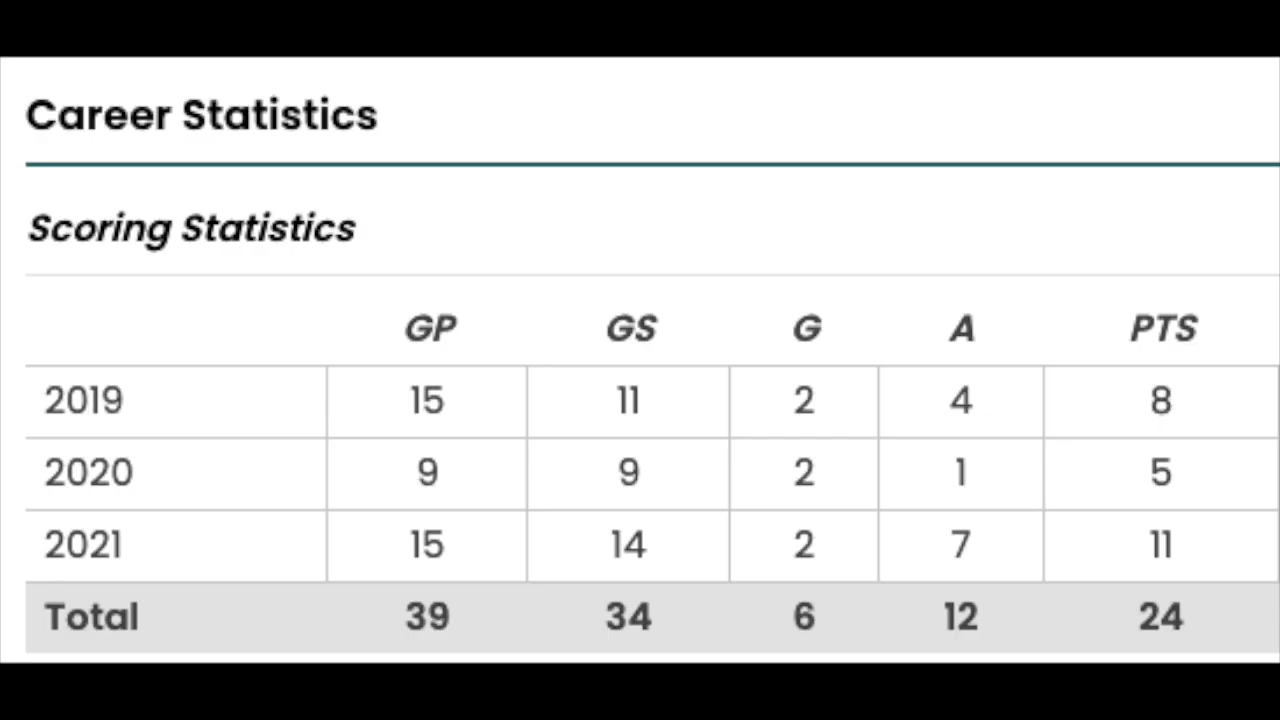 Career Statistics
Scoring Statistics
GP GS G A PTS
2019 15 11 2 4 8
2020 9 9 2 1 5
2021 15 14 2 7 11
Total 39 34 6 12 24